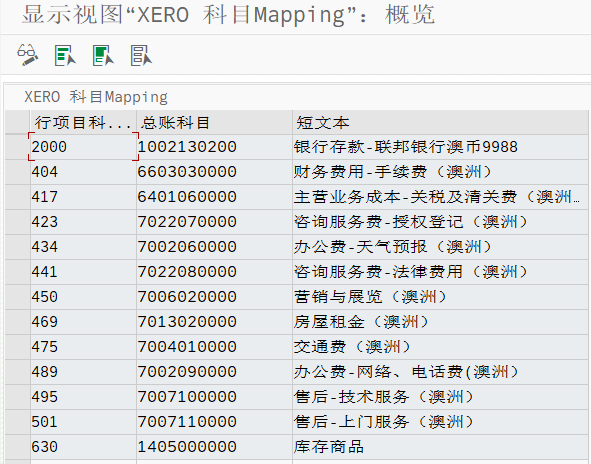 显示视图“XERO 科目Mapping”：概览
XERO 科目Mapping
行项目科... 总账科目 短文本
2000 1002130200 银行存款-联邦银行澳币9988
404 6603030000 财务费用-手续费（澳洲）
417 6401060000 主营业务成本-关税及清关费（澳洲…
423 7022070000 咨询服务费-授权登记（澳洲）
434 7002060000 办公费-天气预报（澳洲）
441 7022080000 咨询服务费-法律费用（澳洲）
450 7006020000 营销与展览（澳洲）
469 7013020000 房屋租金（澳洲）
475 7004010000 交通费（澳洲）
489 7002090000 办公费-网络、电话费(澳洲）
495 7007100000 售后-技术服务（澳洲）
501 7007110000 售后-上门服务（澳洲）
630 1405000000 库存商品